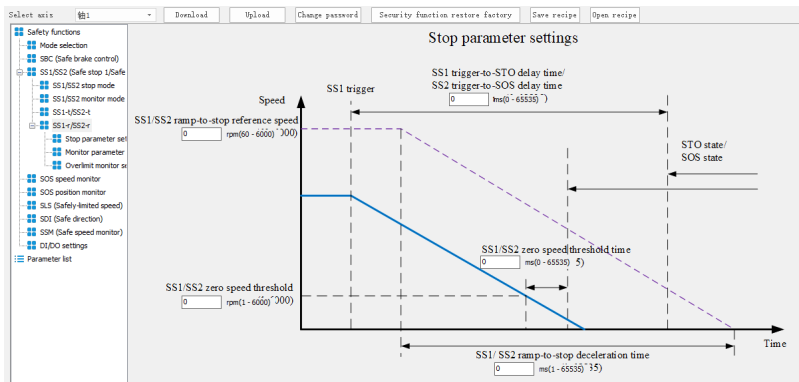 Select axis 轴1 Download Upload Change password Security function restore factory Save recipe Open recipe
Safety functions
Mode selection
SBC (Safe brake control)
SS1/SS2 (Safe stop 1/Safe
SS1/SS2 stop mode
SS1/SS2 monitor mode
SS1-t/SS2-t
SS1-r/SS2-r
Stop parameter set
Monitor parameter
Overlimit monitor se
SOS speed monitor
SOS position monitor
SLS (Safely-limited speed)
SDI (Safe direction)
SSM (Safe speed monitor)
DI/DO settings
Parameter list
Stop parameter settings
SS1 trigger-to-STO delay time/
SS2 trigger-to-SOS delay time
0 ms(0 - 65535)
SS1 trigger
Speed
SS1/SS2 ramp-to-stop reference speed
0 rpm(60 - 6000) 000)
STO state/
SOS state
SS1/SS2 zero speed threshold time
0 ms(0 - 65535) 5)
SS1/SS2 zero speed threshold
0 rpm(1 - 6000) 000)
Time
SS1/ SS2 ramp-to-stop deceleration time
0 ms(1 - 65535) 35)